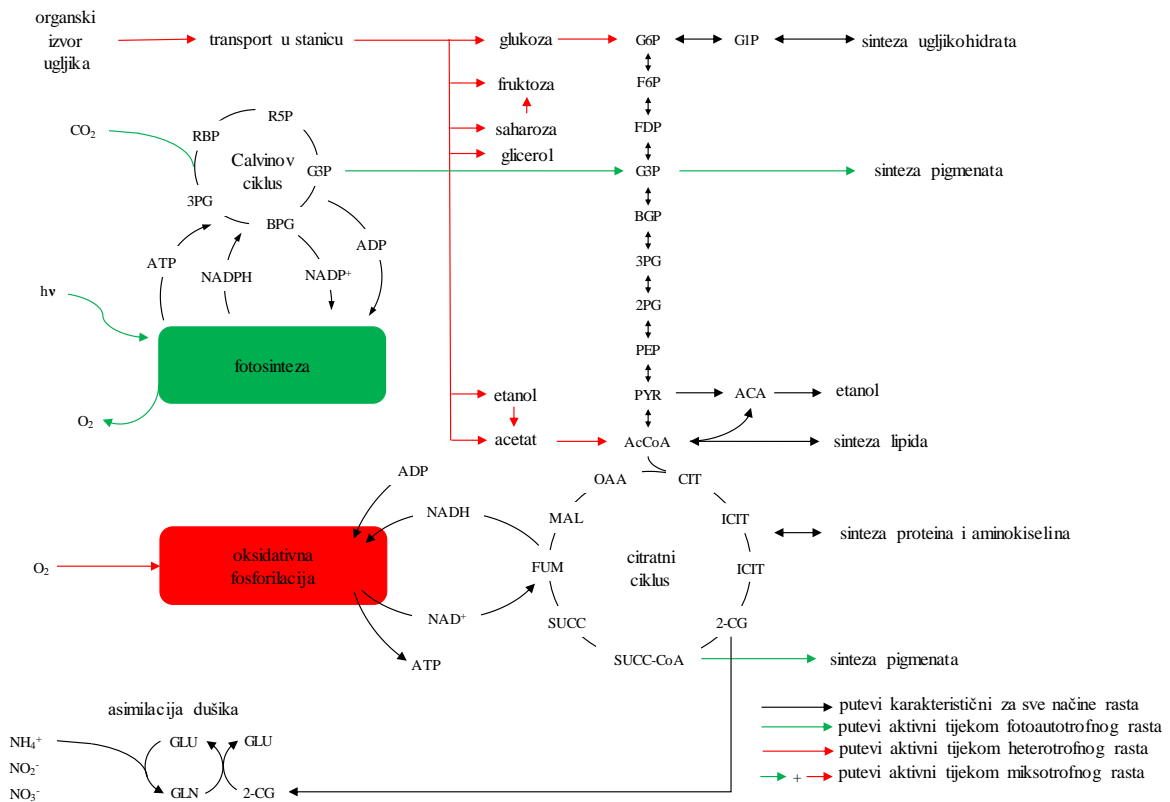 organski
izvor
ugljika
transport u stanicu
glukoza
G6P
G1P
sinteza ugljikohidrata
fruktoza
F6P
saharoza
FDP
glicerol
CO2
RBP
R5P
Calvinov
ciklus
G3P
3PG
BPG
G3P
sinteza pigmenata
BGP
ATP
NADPH
NADP+
ADP
3PG
2PG
hν
fotosinteza
O2
PEP
etanol
PYR
ACA
etanol
acetat
AcCoA
sinteza lipida
ADP
OAA
CIT
NADH
MAL
ICIT
sinteza proteina i aminokiselina
O2
oksidativna
fosforilacija
FUM
citratni
ciklus
ICIT
NAD+
SUCC
2-CG
ATP
SUCC-CoA
sinteza pigmenata
asimilacija dušika
NH4+
NO2-
NO3-
GLU
GLU
GLN
2-CG
putevi karakteristični za sve načine rasta
putevi aktivni tijekom fotoautotrofnog rasta
putevi aktivni tijekom heterotrofnog rasta
+ putevi aktivni tijekom miksotrofnog rasta